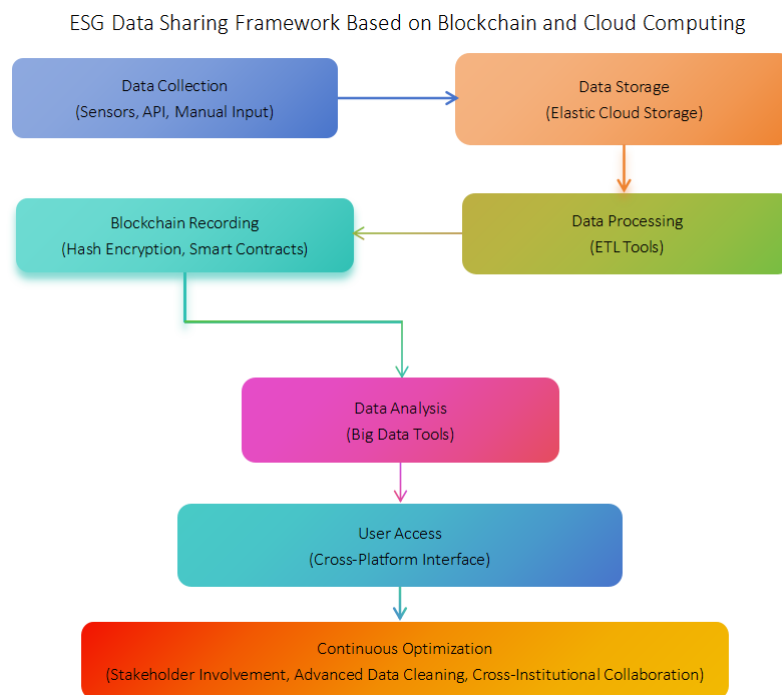 ESG Data Sharing Framework Based on Blockchain and Cloud Computing
Data Collection
(Sensors, API, Manual Input)
Data Storage
(Elastic Cloud Storage)
Data Processing
(ETL Tools)
Blockchain Recording
(Hash Encryption, Smart Contracts)
Data Analysis
(Big Data Tools)
User Access
(Cross-Platform Interface)
Continuous Optimization
(Stakeholder Involvement, Advanced Data Cleaning, Cross-Institutional Collaboration)